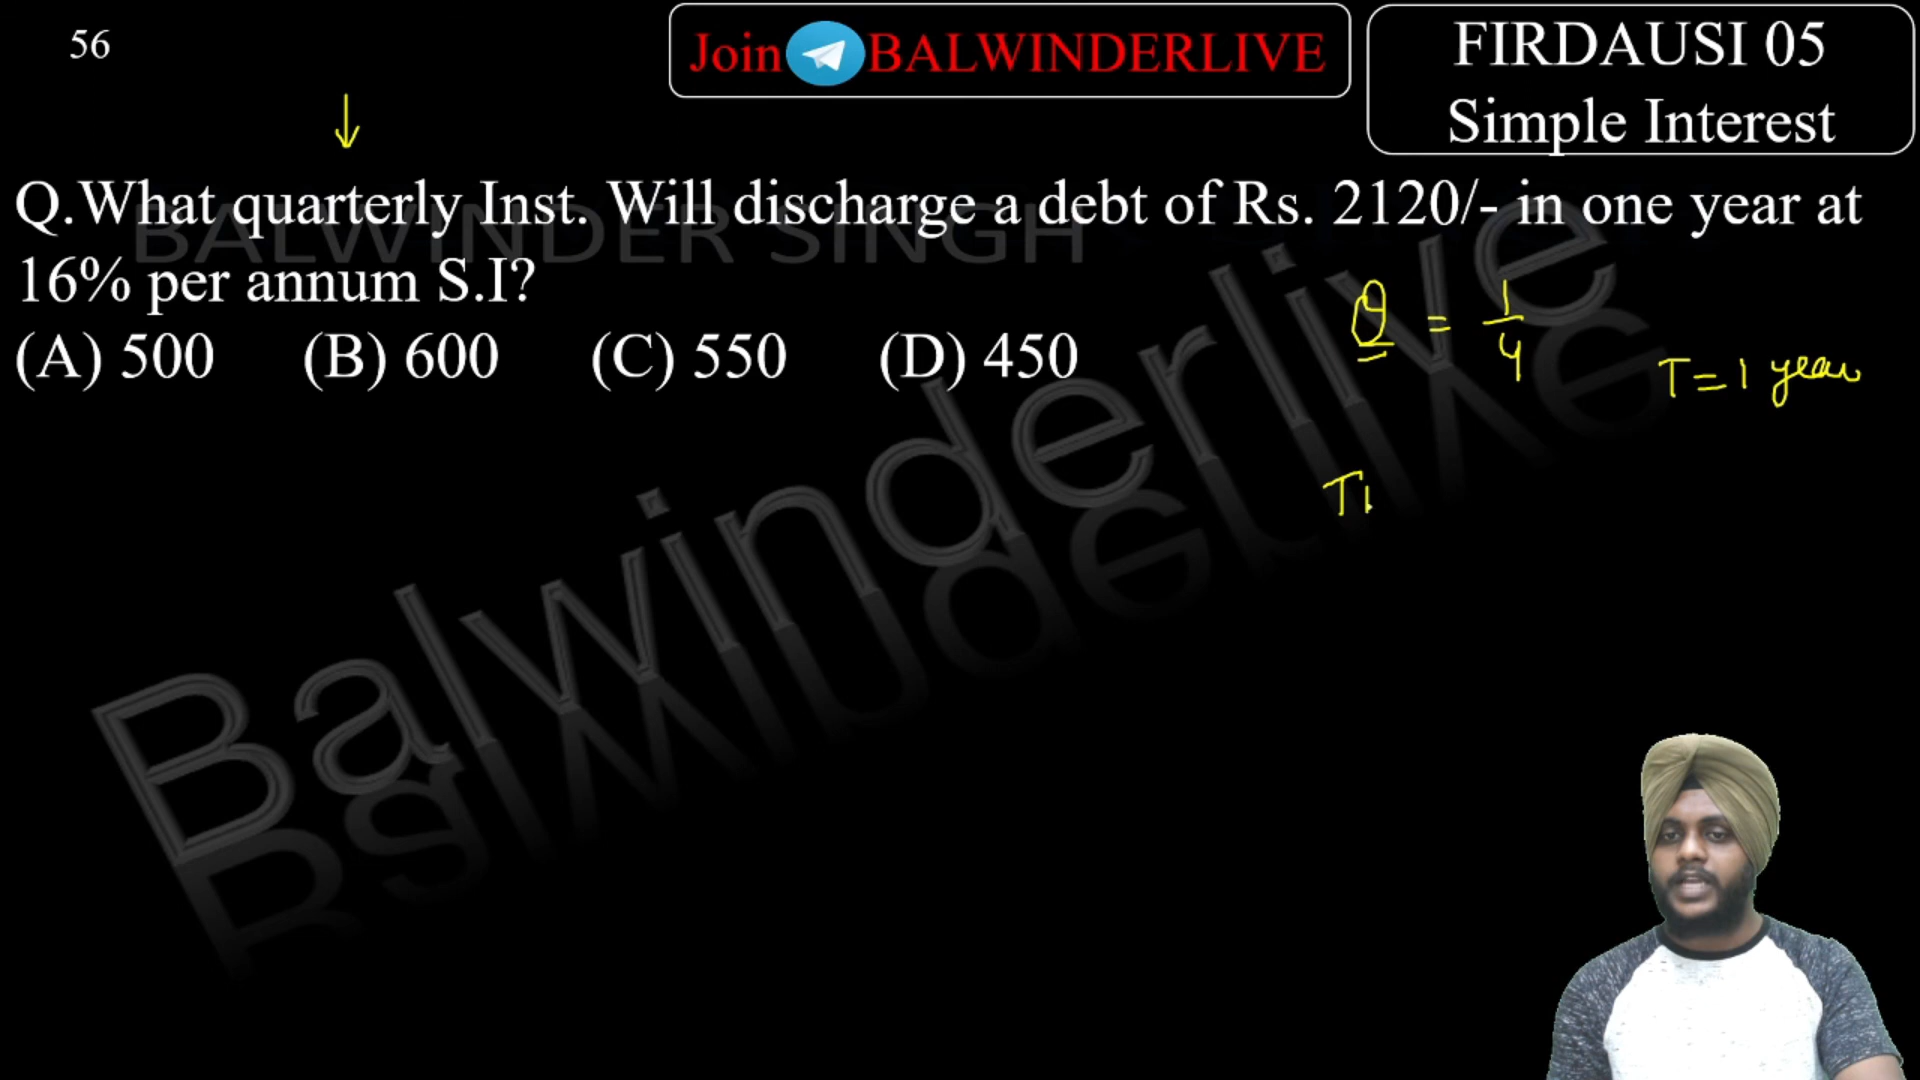 56
Join BALWINDERLIVE
FIRDAUSI 05
Simple Interest
Q.What quarterly Inst. Will discharge a debt of Rs. 2120/- in one year at
16% per annum S.I?
(A) 500 (B) 600 (C) 550 (D) 450
Q = 1/4
T = 1 year
TI
BALWINDER SINGH
Balwinderlive